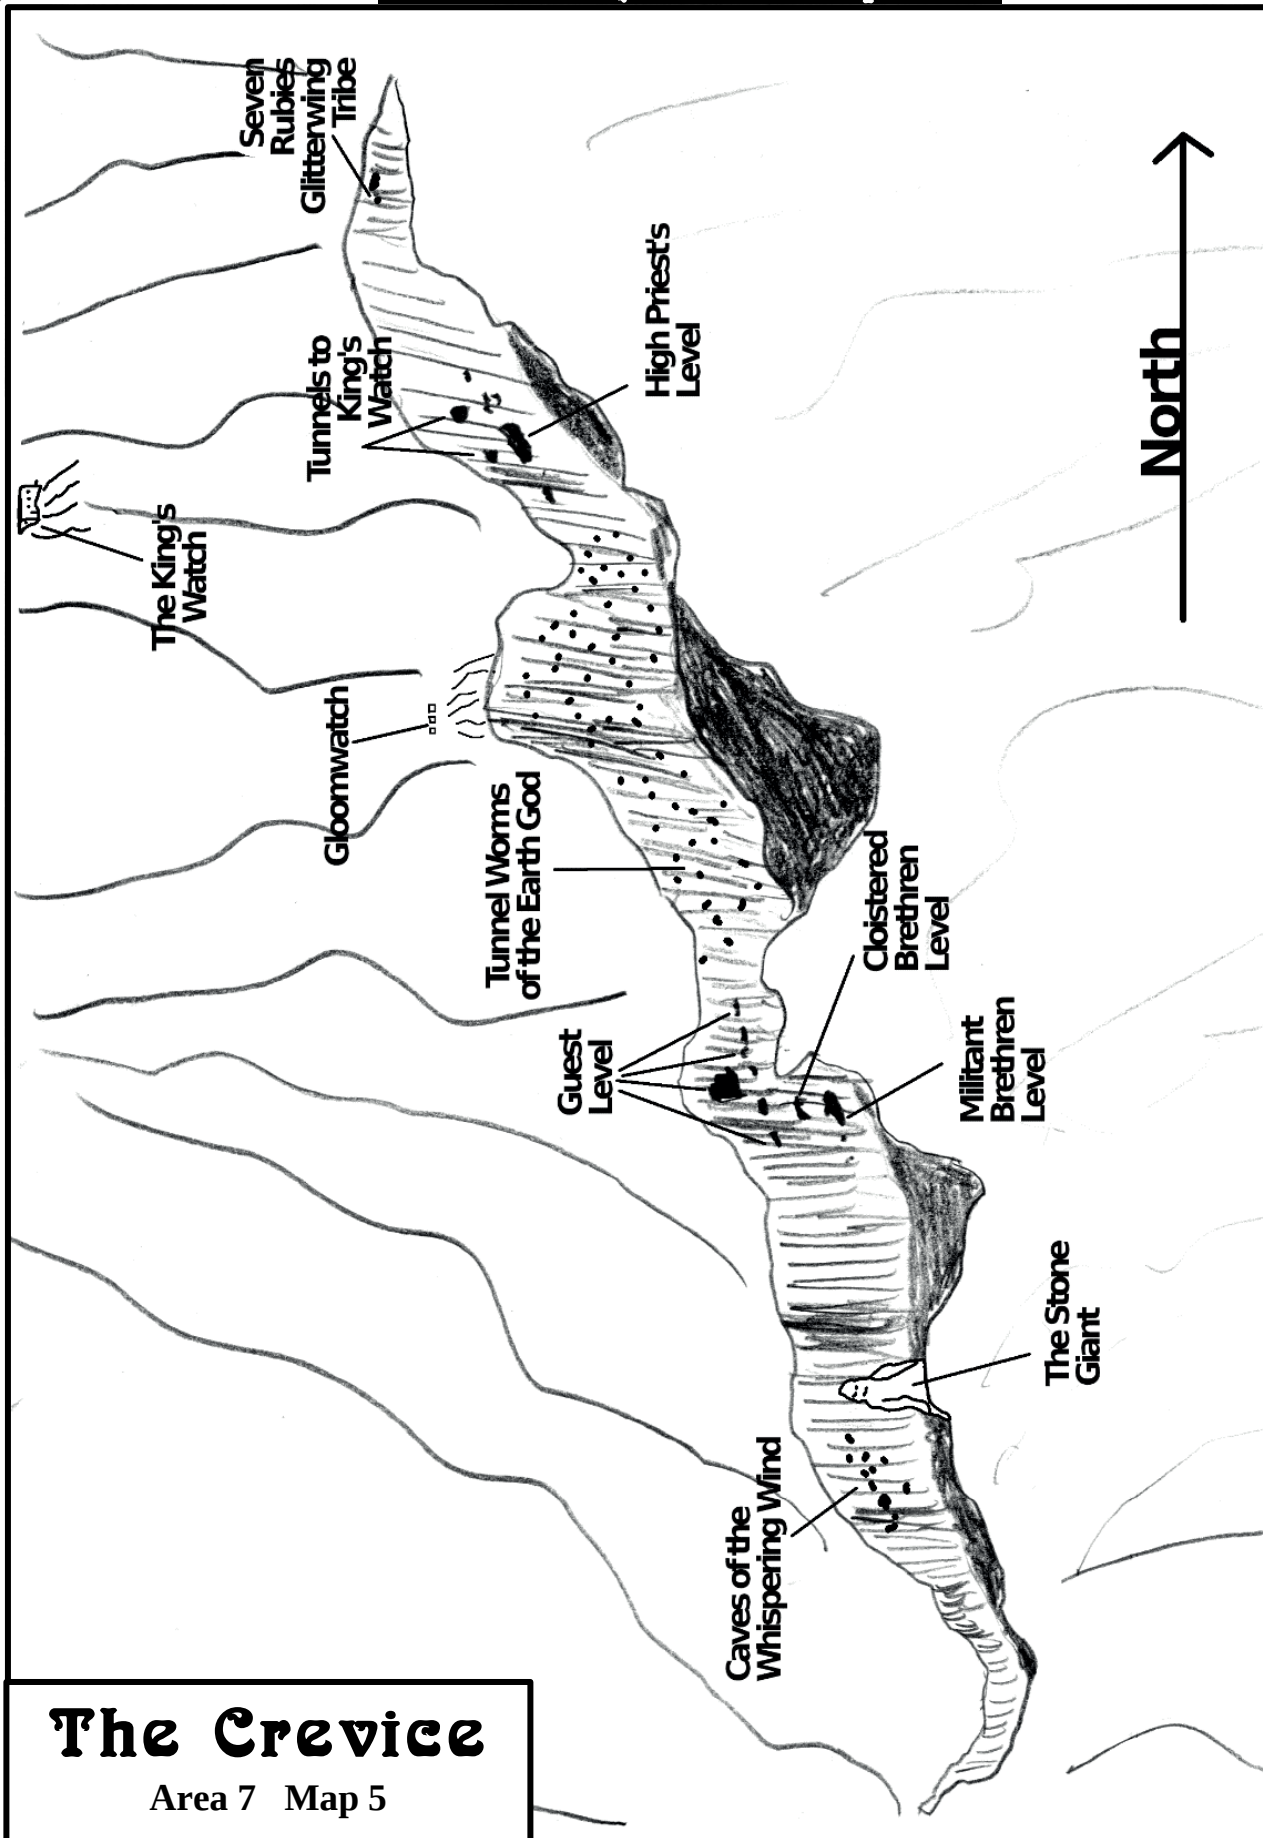 Seven
Rubies
Glitterwing
Tribe
High Priest's
Level
Tunnels to
King's
Watch
North
The King's
Watch
Gloomwatch
Tunnel Worms
of the Earth God
Cloistered
Brethren
Level
Guest
Level
Militant
Brethren
Level
The Stone
Giant
Caves of the
Whispering Wind
The Crevice
Area 7 Map 5